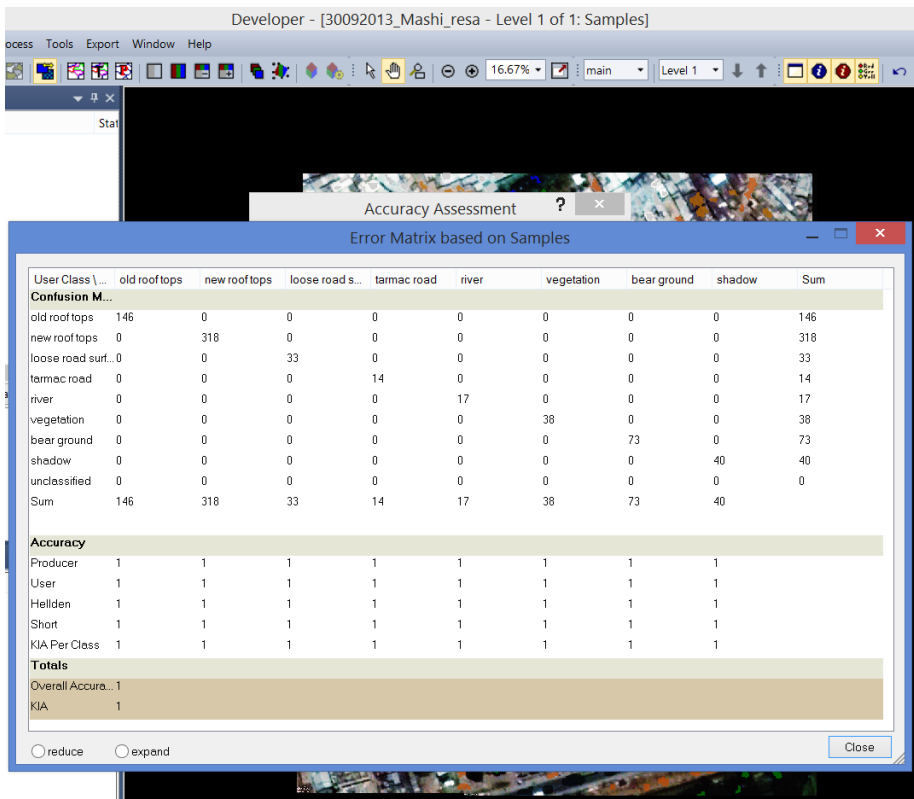 Developer - [30092013_Mashi_resa - Level 1 of 1: Samples]
ocess Tools Export Window Help
16.67% main Level 1
Stat
Accuracy Assessment ? ×
Error Matrix based on Samples
User Class \ ... old roof tops new roof tops loose road s... tarmac road river vegetation bear ground shadow Sum
Confusion M...
old roof tops 146 0 0 0 0 0 0 0 146
new roof tops 0 318 0 0 0 0 0 0 318
loose road surf... 0 0 33 0 0 0 0 0 33
tarmac road 0 0 0 14 0 0 0 0 14
river 0 0 0 0 17 0 0 0 17
vegetation 0 0 0 0 0 38 0 0 38
bear ground 0 0 0 0 0 0 73 0 73
shadow 0 0 0 0 0 0 0 40 40
unclassified 0 0 0 0 0 0 0 0 0
Sum 146 318 33 14 17 38 73 40
Accuracy
Producer 1 1 1 1 1 1 1 1
User 1 1 1 1 1 1 1 1
Hellden 1 1 1 1 1 1 1 1
Short 1 1 1 1 1 1 1 1
KIA Per Class 1 1 1 1 1 1 1 1
Totals
Overall Accura... 1
KIA 1
reduce expand Close